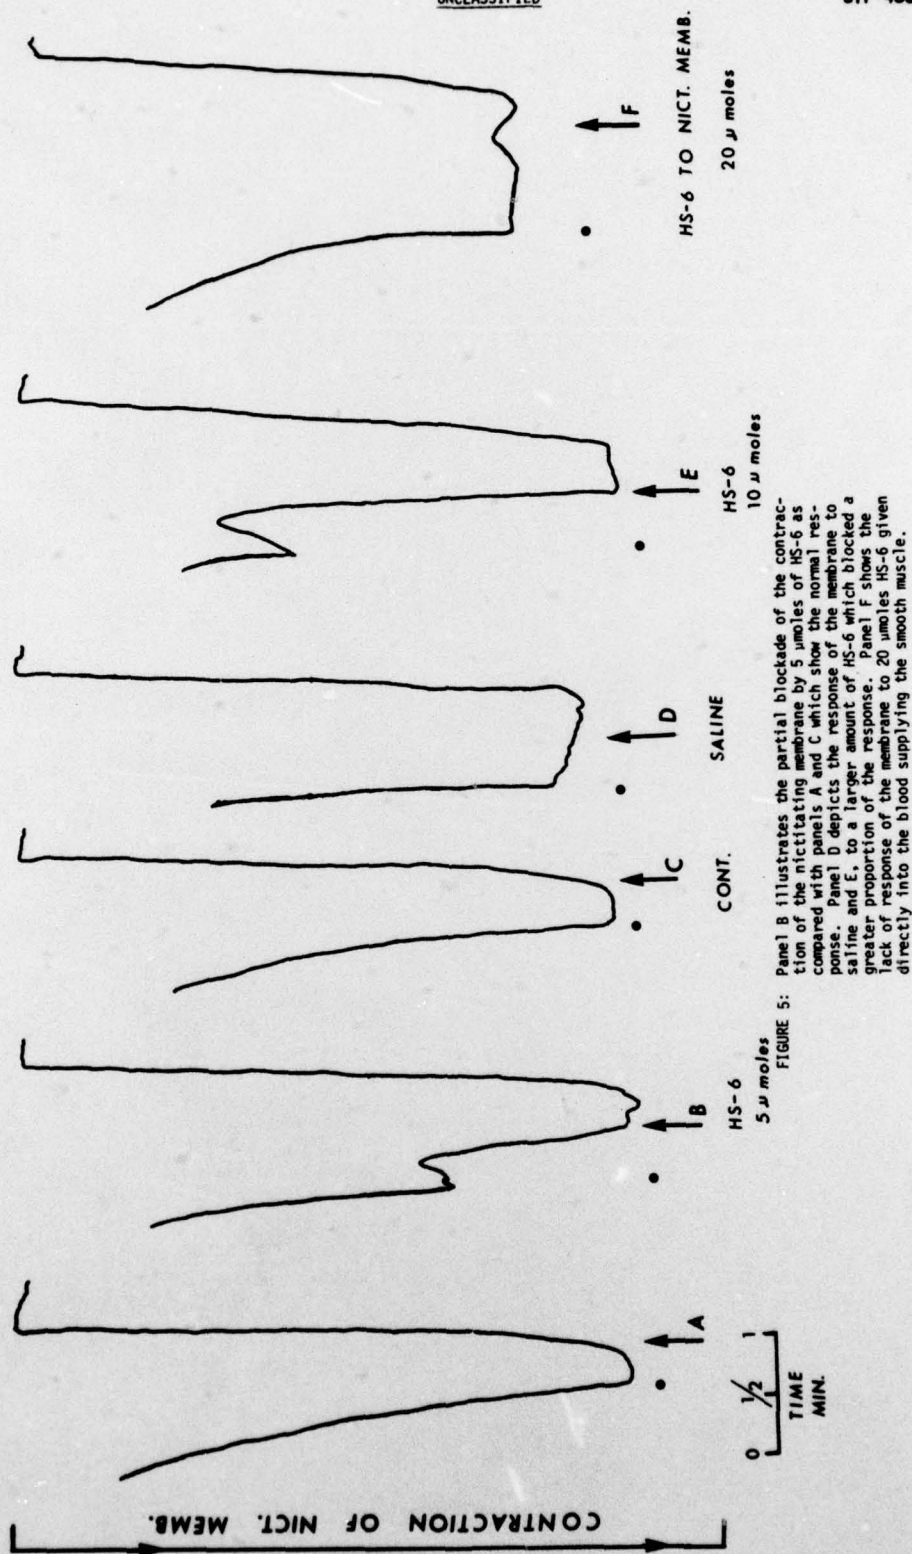 UNCLASSIFIED
CONTRACTION OF NICT. MEMB.
0 1/2 1
TIME
MIN.
A
B
HS-6
5 μ moles
C
CONT.
D
SALINE
E
HS-6
10 μ moles
F
HS-6 TO NICT. MEMB.
20 μ moles
FIGURE 5: Panel B illustrates the partial blockade of the contrac-
tion of the nictitating membrane by 5 μmoles of HS-6 as
compared with panels A and C which show the normal res-
ponse. Panel D depicts the response of the membrane to
saline and E, to a larger amount of HS-6 which blocked a
greater proportion of the response. Panel F shows the
lack of response of the membrane to 20 μmoles HS-6 given
directly into the blood supplying the smooth muscle.